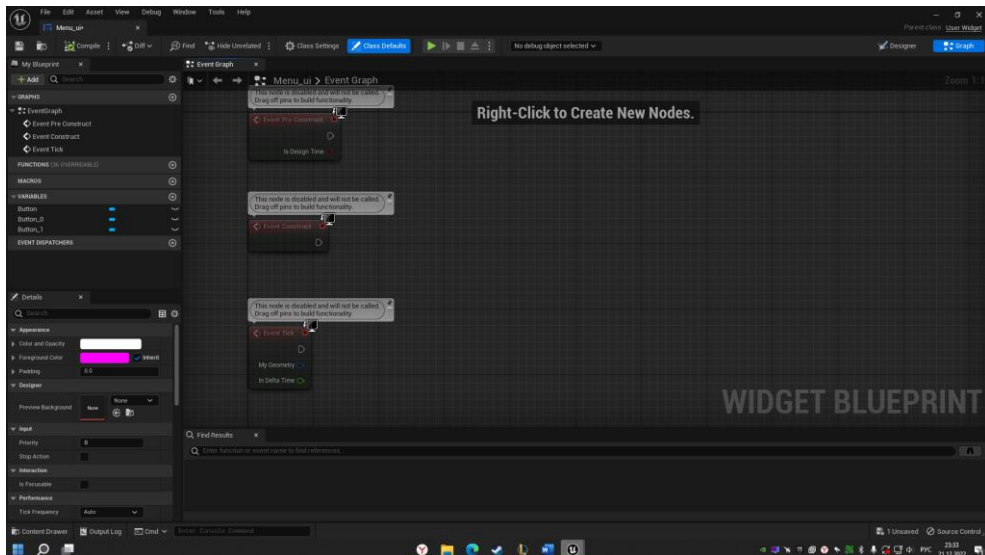 File Edit Asset View Debug Window Tools Help
Menu_ui•
Parent class: User Widget
Compile Diff Find Hide Unrelated Class Settings Class Defaults No debug object selected Designer Graph
My Blueprint
Event Graph
Add Search
Menu_ui > Event Graph
Zoom 1:1
GRAPHS
EventGraph
Event Pre Construct
Event Construct
Event Tick
FUNCTIONS (36 OVERRIDABLE)
MACROS
VARIABLES
Button
Button_0
Button_1
EVENT DISPATCHERS
This node is disabled and will not be called.
Drag off pins to build functionality.
Event Pre Construct
Is Design Time
Right-Click to Create New Nodes.
This node is disabled and will not be called.
Drag off pins to build functionality.
Event Construct
This node is disabled and will not be called.
Drag off pins to build functionality.
Event Tick
My Geometry
In Delta Time
WIDGET BLUEPRINT
Details
Search
Appearance
Color and Opacity
Foreground Color Inherit
Padding 0.0
Designer
Preview Background None None
Input
Priority 0
Stop Action
Interaction
Is Focusable
Performance
Tick Frequency Auto
Find Results
Enter function or event name to find references...
Content Drawer Output Log Cmd Enter Console Command
1 Unsaved Source Control
РУС 23:33
21.12.2022